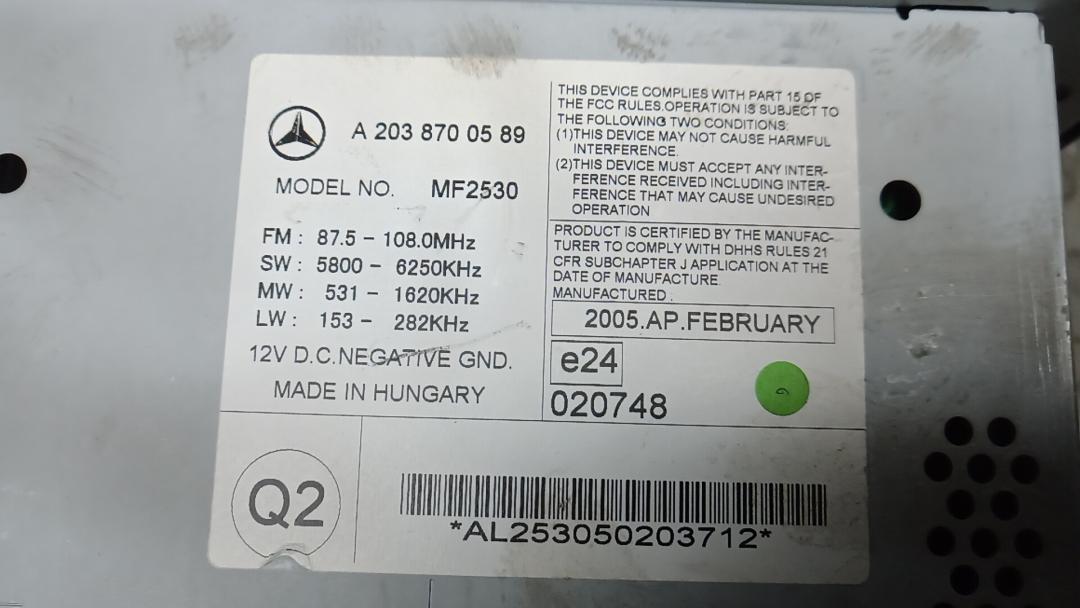 A 203 870 05 89
MODEL NO. MF2530
FM : 87.5 - 108.0MHz
SW : 5800 - 6250KHz
MW : 531 - 1620KHz
LW : 153 - 282KHz
12V D.C.NEGATIVE GND.
MADE IN HUNGARY
THIS DEVICE COMPLIES WITH PART 15 OF
THE FCC RULES.OPERATION IS SUBJECT TO
THE FOLLOWING TWO CONDITIONS:
(1)THIS DEVICE MAY NOT CAUSE HARMFUL
INTERFERENCE.
(2)THIS DEVICE MUST ACCEPT ANY INTER-
FERENCE RECEIVED INCLUDING INTER-
FERENCE THAT MAY CAUSE UNDESIRED
OPERATION
PRODUCT IS CERTIFIED BY THE MANUFAC-
TURER TO COMPLY WITH DHHS RULES 21
CFR SUBCHAPTER J APPLICATION AT THE
DATE OF MANUFACTURE.
MANUFACTURED .
2005.AP.FEBRUARY
e24
020748
Q2
*AL253050203712*